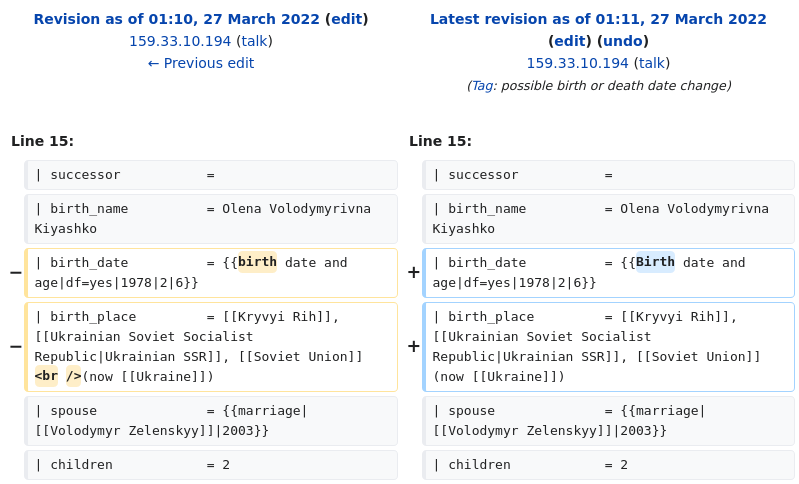 Revision as of 01:10, 27 March 2022 (edit)
159.33.10.194 (talk)
← Previous edit
Latest revision as of 01:11, 27 March 2022
(edit) (undo)
159.33.10.194 (talk)
(Tag: possible birth or death date change)
Line 15:
| successor           =
| birth_name          = Olena Volodymyrivna
Kiyashko
− | birth_date          = {{birth date and
age|df=yes|1978|2|6}}
− | birth_place         = [[Kryvyi Rih]],
[[Ukrainian Soviet Socialist
Republic|Ukrainian SSR]], [[Soviet Union]]
<br />(now [[Ukraine]])
| spouse              = {{marriage|
[[Volodymyr Zelenskyy]]|2003}}
| children            = 2
Line 15:
| successor           =
| birth_name          = Olena Volodymyrivna
Kiyashko
+ | birth_date          = {{Birth date and
age|df=yes|1978|2|6}}
+ | birth_place         = [[Kryvyi Rih]],
[[Ukrainian Soviet Socialist
Republic|Ukrainian SSR]], [[Soviet Union]]
(now [[Ukraine]])
| spouse              = {{marriage|
[[Volodymyr Zelenskyy]]|2003}}
| children            = 2